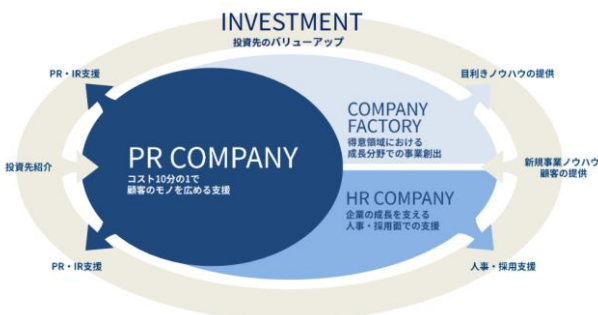 INVESTMENT
投資先のバリューアップ
PR・IR支援
目利きノウハウの提供
COMPANY
FACTORY
得意領域における
成長分野での事業創出
PR COMPANY
コスト10分の1で
顧客のモノを広める支援
投資先紹介
新規事業ノウハウ
顧客の提供
HR COMPANY
企業の成長を支える
人事・採用面での支援
PR・IR支援
人事・採用支援